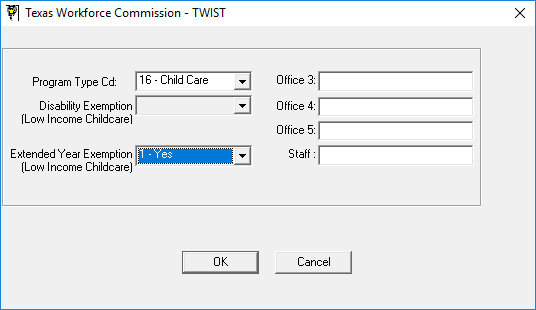 Texas Workforce Commission - TWIST
Program Type Cd:
16 - Child Care
Disability Exemption
(Low Income Childcare)
Extended Year Exemption
(Low Income Childcare)
1 - Yes
Office 3:
Office 4:
Office 5:
Staff :
OK
Cancel